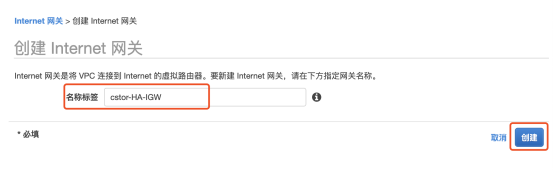 Internet 网关 > 创建 Internet 网关
创建 Internet 网关
Internet 网关是将 VPC 连接到 Internet 的虚拟路由器。要新建 Internet 网关，请在下方指定网关名称。
名称标签 cstor-HA-IGW
* 必填
取消 创建